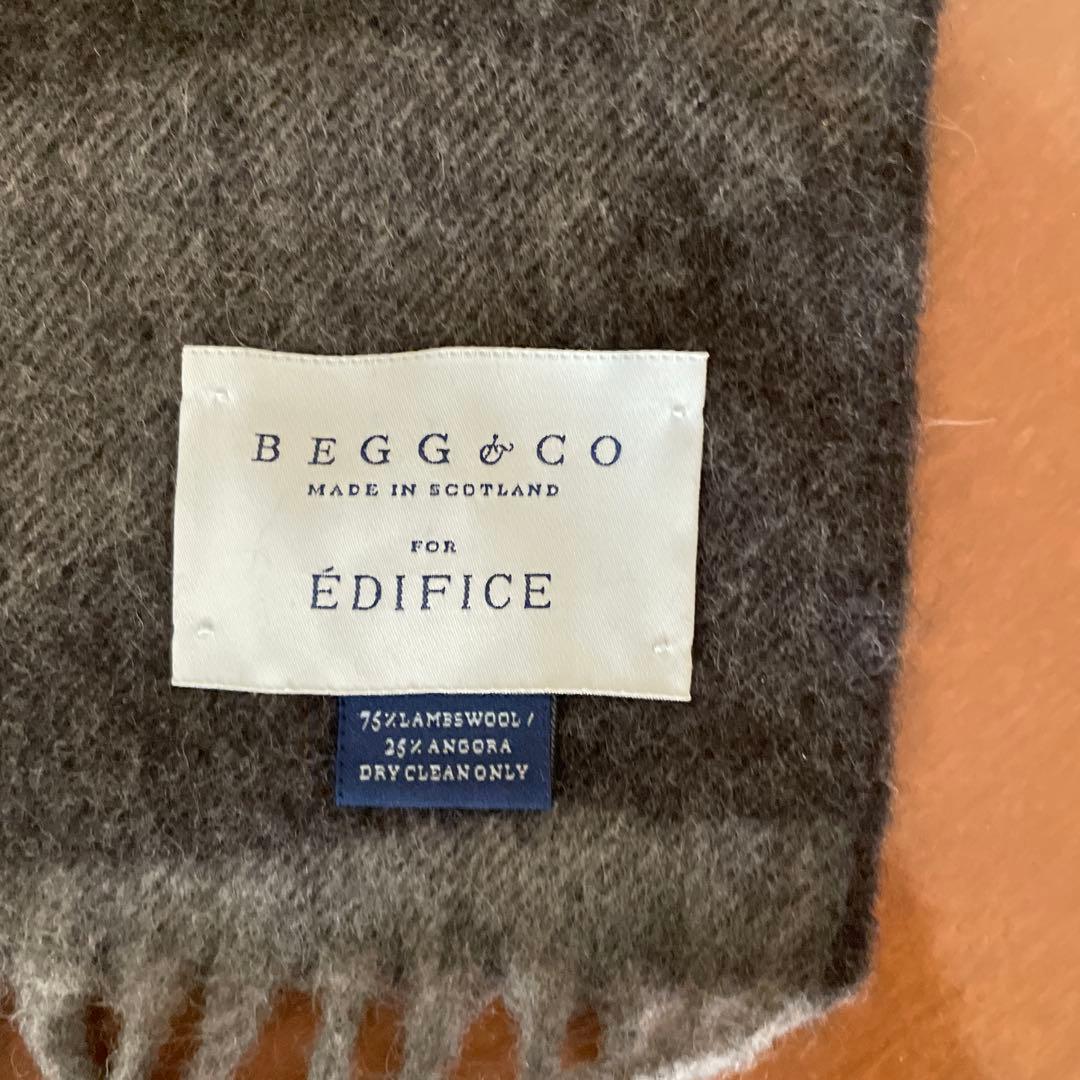 BEGG & CO
MADE IN SCOTLAND
FOR
ÉDIFICE
75% LAMBSWOOL /
25% ANGORA
DRY CLEAN ONLY